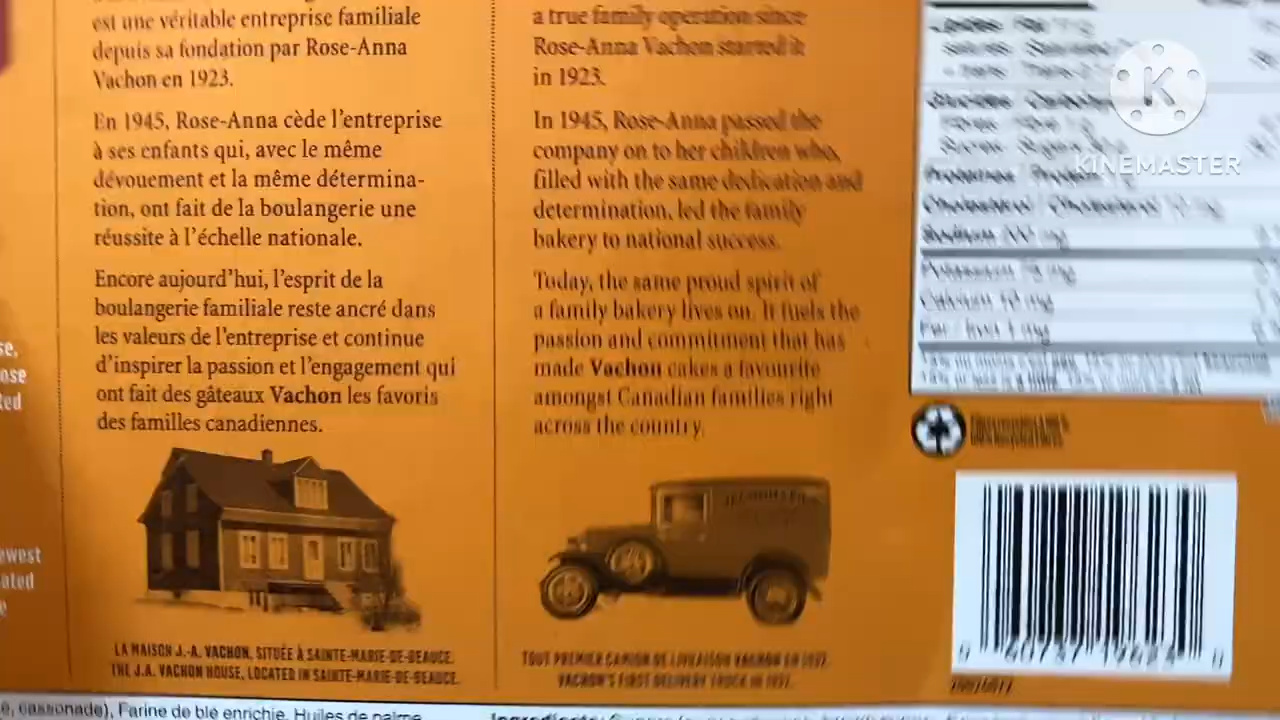 est une véritable entreprise familiale
depuis sa fondation par Rose-Anna
Vachon en 1923.
En 1945, Rose-Anna cède l'entreprise
à ses enfants qui, avec le même
dévouement et la même détermina-
tion, ont fait de la boulangerie une
réussite à l'échelle nationale.
Encore aujourd'hui, l'esprit de la
boulangerie familiale reste ancré dans
les valeurs de l'entreprise et continue
d'inspirer la passion et l'engagement qui
ont fait des gâteaux Vachon les favoris
des familles canadiennes.
LA MAISON J.-A. VACHON, SITUÉE À SAINTE-MARIE-DE-BEAUCE.
THE J.A. VACHON HOUSE, LOCATED IN SAINTE-MARIE-DE-BEAUCE.
a true family operation since
Rose-Anna Vachon started it
in 1923.
In 1945, Rose-Anna passed the
company on to her children who,
filled with the same dedication and
determination, led the family
bakery to national success.
Today, the same proud spirit of
a family bakery lives on. It fuels the
passion and commitment that has
made Vachon cakes a favourite
amongst Canadian families right
across the country.
TOUT PREMIER CAMION DE LIVRAISON VACHON EN
VACHON'S FIRST DELIVERY TRUCK IN
Cholesterol
Sodium
Potassium
Calcium
K
KINEMASTER
cassonade), Farine de blé enrichie, Huiles de palme